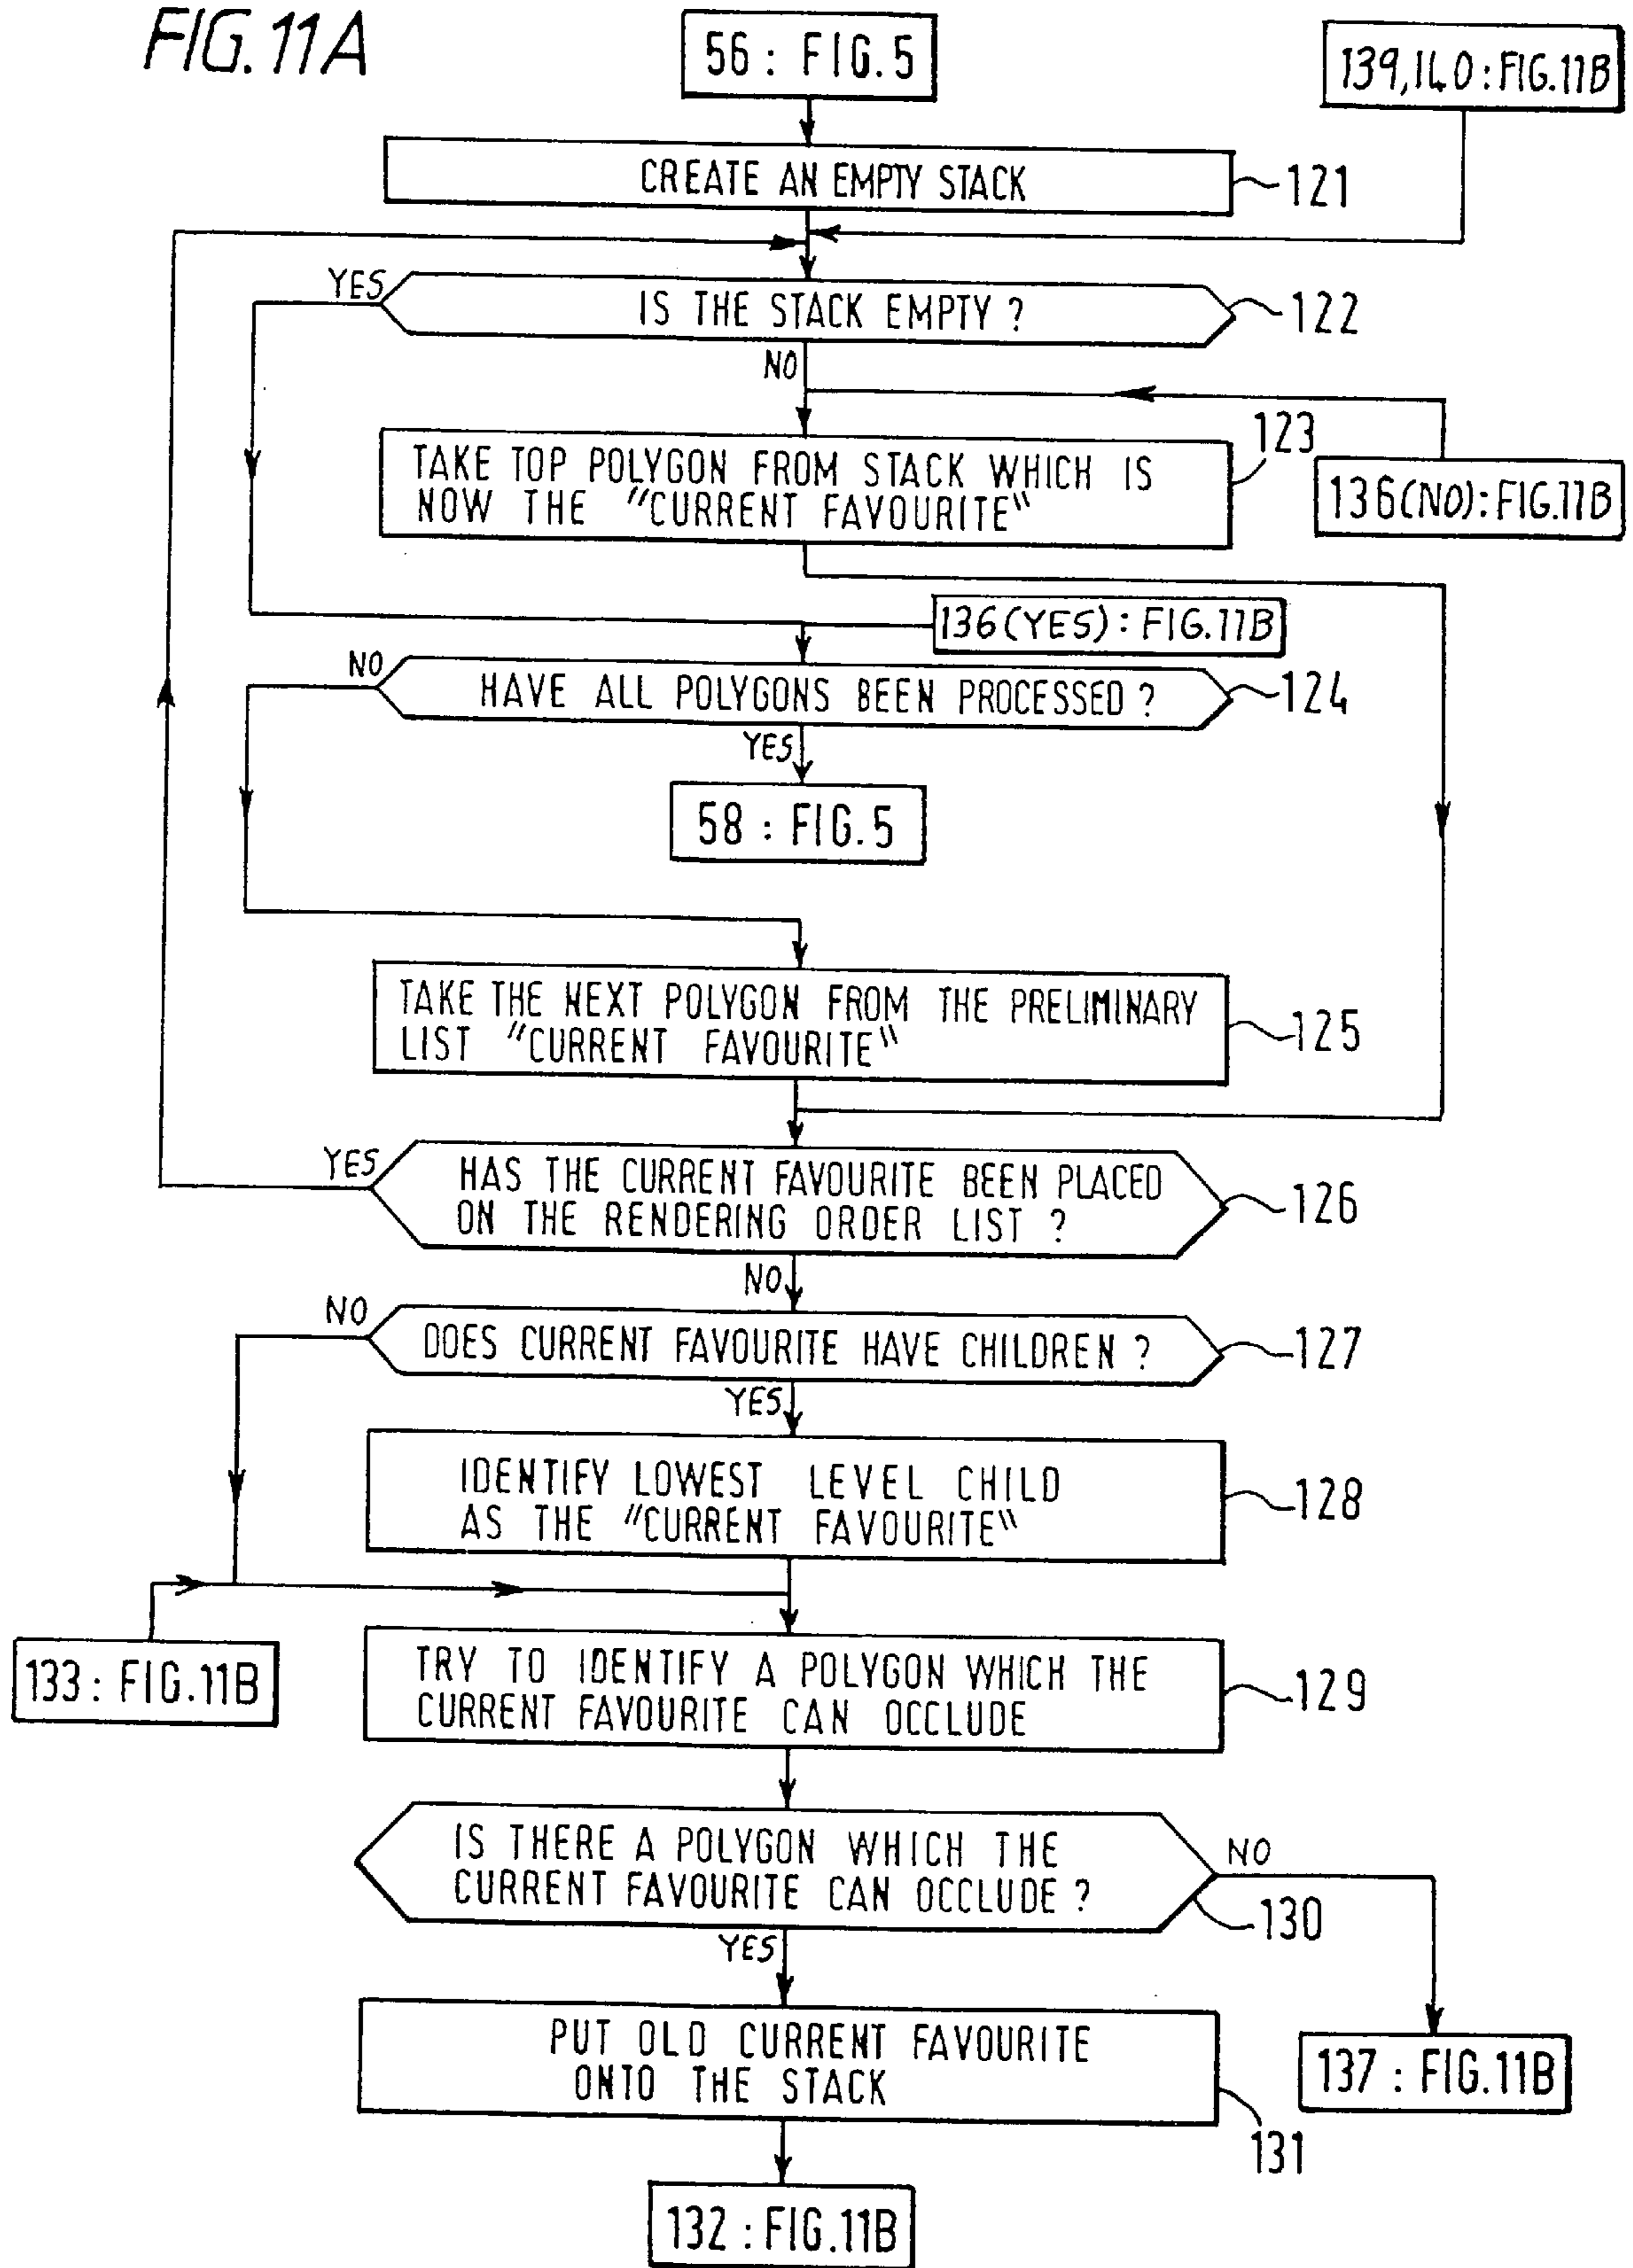 FIG. 11A
56 : FIG. 5
139,140 : FIG.11B
CREATE AN EMPTY STACK
121
YES
IS THE STACK EMPTY ?
122
NO
123
TAKE TOP POLYGON FROM STACK WHICH IS
NOW THE "CURRENT FAVOURITE"
136(NO): FIG.11B
136(YES): FIG.11B
NO
HAVE ALL POLYGONS BEEN PROCESSED ?
124
YES
58 : FIG. 5
TAKE THE NEXT POLYGON FROM THE PRELIMINARY
LIST "CURRENT FAVOURITE"
125
YES
HAS THE CURRENT FAVOURITE BEEN PLACED
ON THE RENDERING ORDER LIST ?
126
NO
NO
DOES CURRENT FAVOURITE HAVE CHILDREN ?
127
YES
IDENTIFY LOWEST LEVEL CHILD
AS THE "CURRENT FAVOURITE"
128
133 : FIG.11B
TRY TO IDENTIFY A POLYGON WHICH THE
CURRENT FAVOURITE CAN OCCLUDE
129
IS THERE A POLYGON WHICH THE
CURRENT FAVOURITE CAN OCCLUDE ?
NO
130
YES
PUT OLD CURRENT FAVOURITE
ONTO THE STACK
137 : FIG.11B
131
132 : FIG.11B